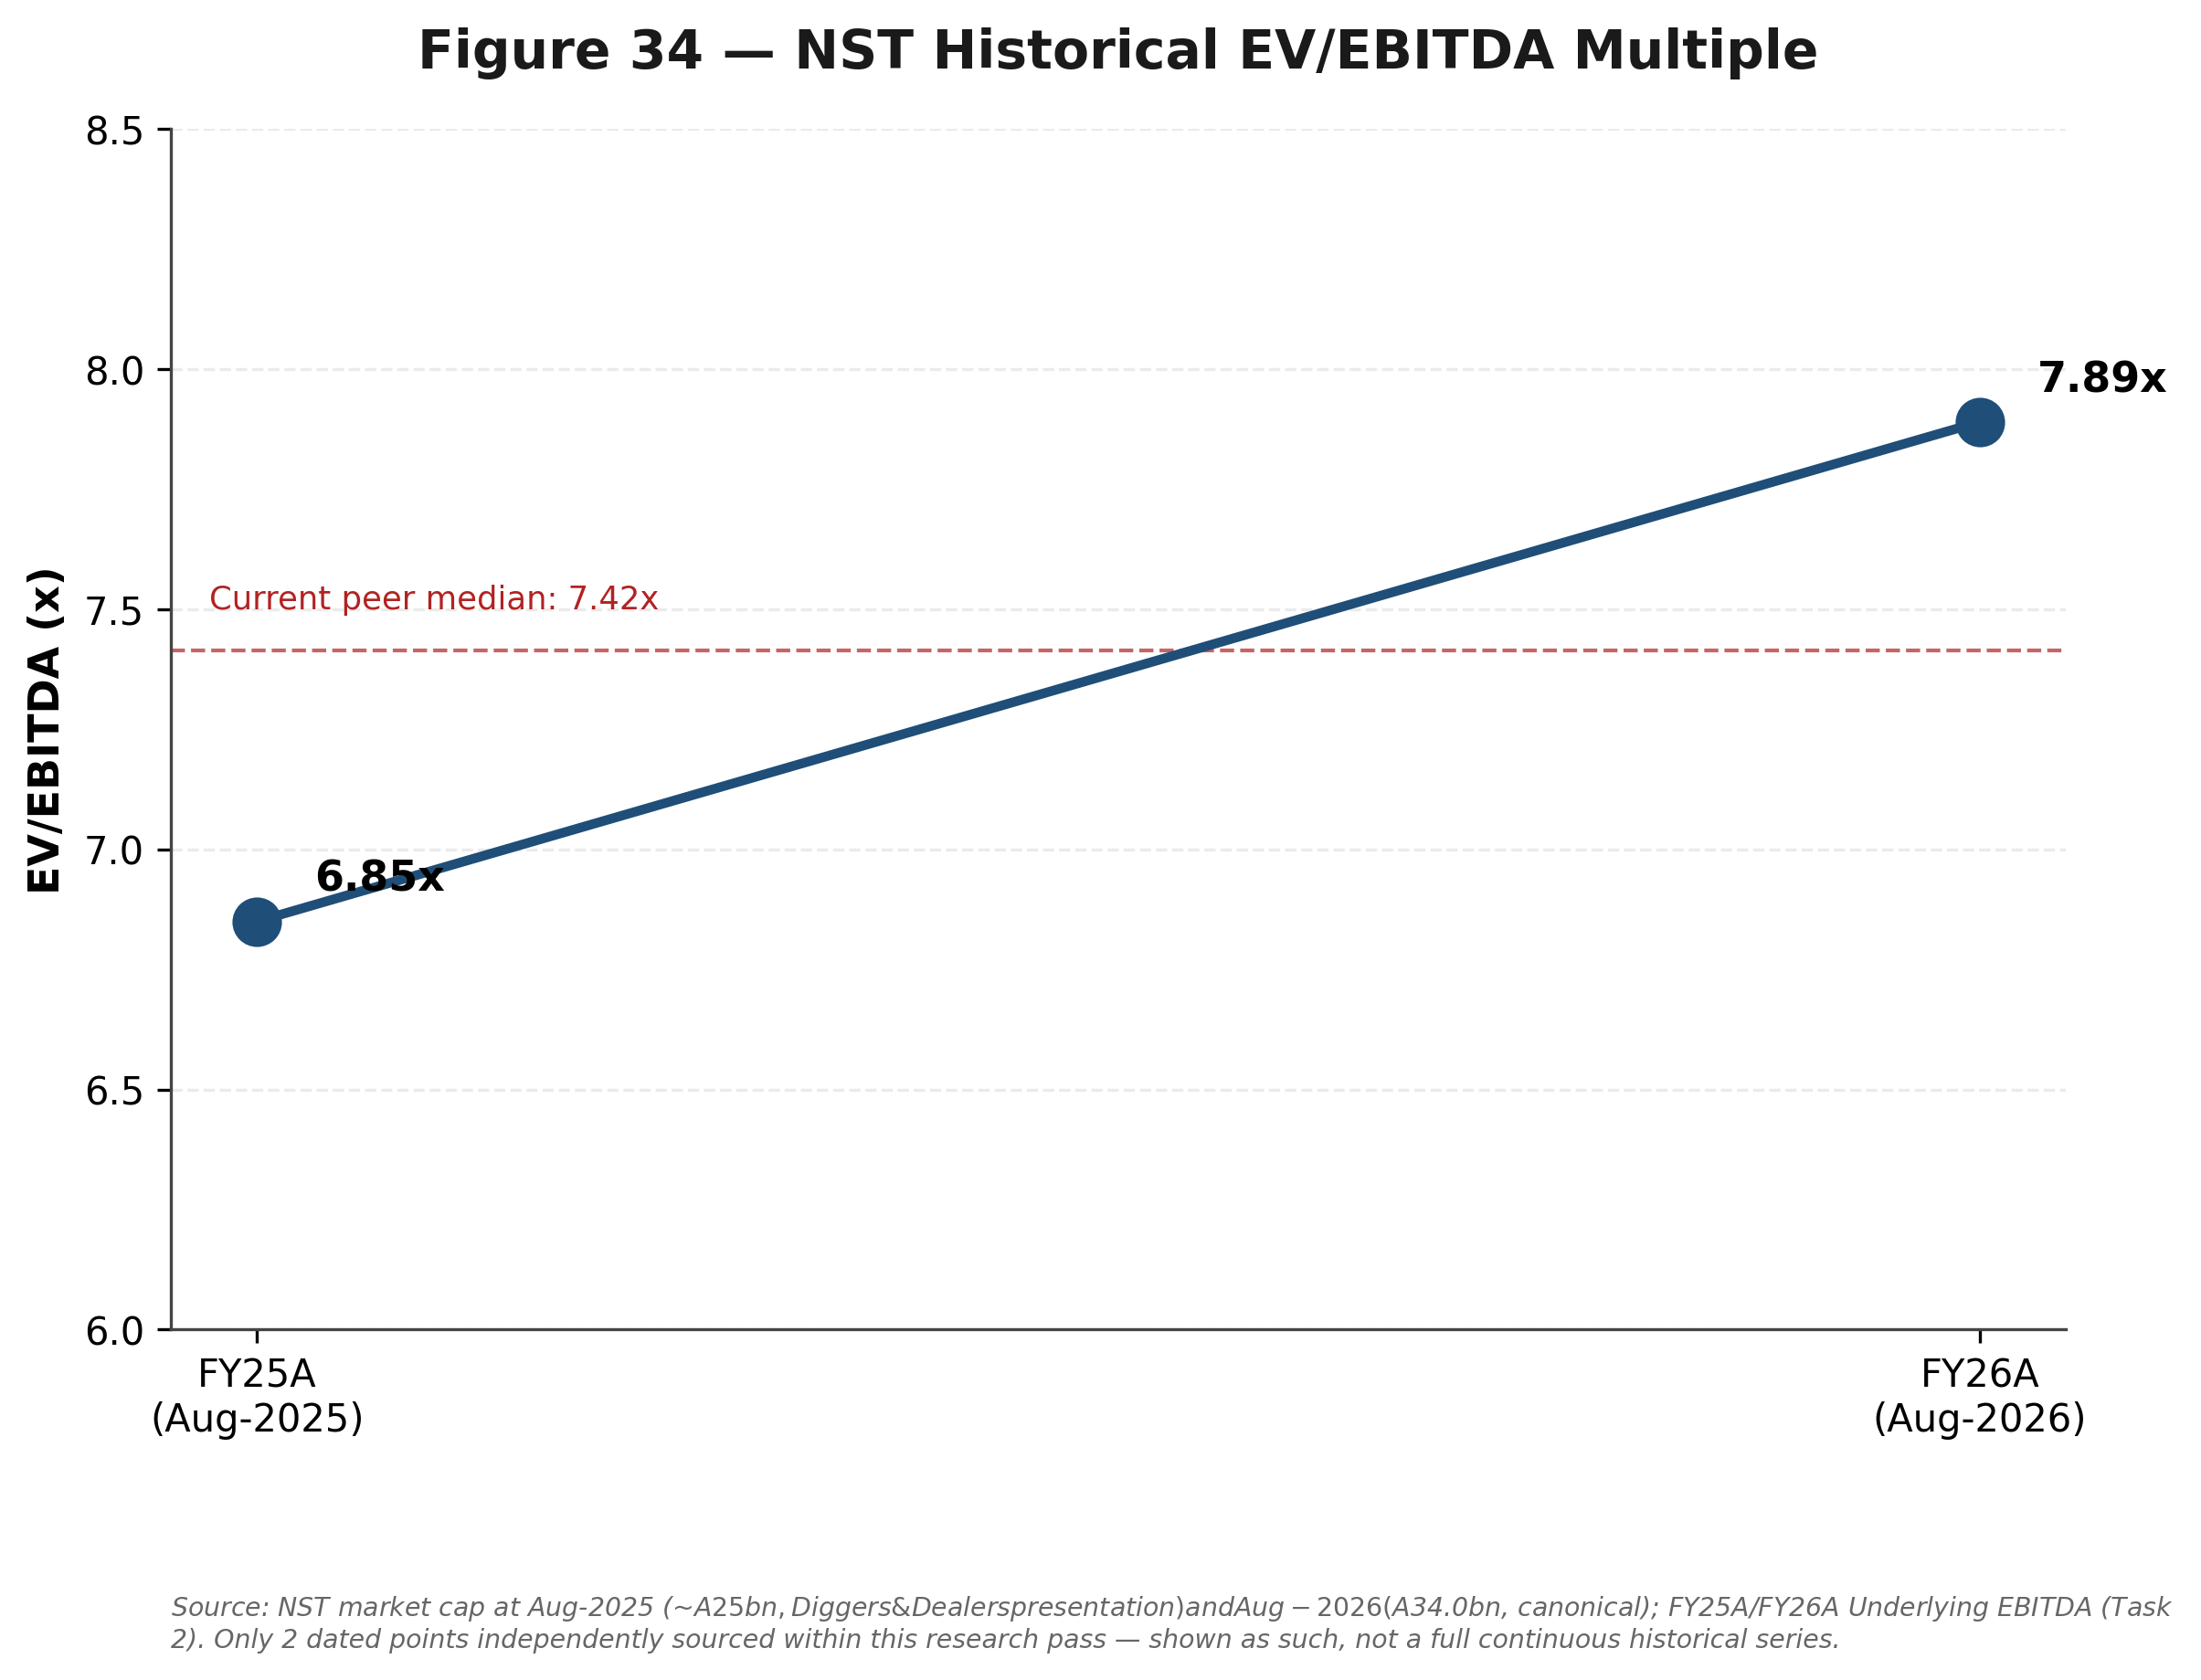 Figure 34 — NST Historical EV/EBITDA Multiple
EV/EBITDA (x)
8.5
8.0
7.5
7.0
6.5
6.0
7.89x
Current peer median: 7.42x
6.85x
FY25A
(Aug-2025)
FY26A
(Aug-2026)
Source: NST market cap at Aug-2025 (~A25bn,Diggers&Dealerspresentation)andAug−2026(A34.0bn, canonical); FY25A/FY26A Underlying EBITDA (Task
2). Only 2 dated points independently sourced within this research pass — shown as such, not a full continuous historical series.